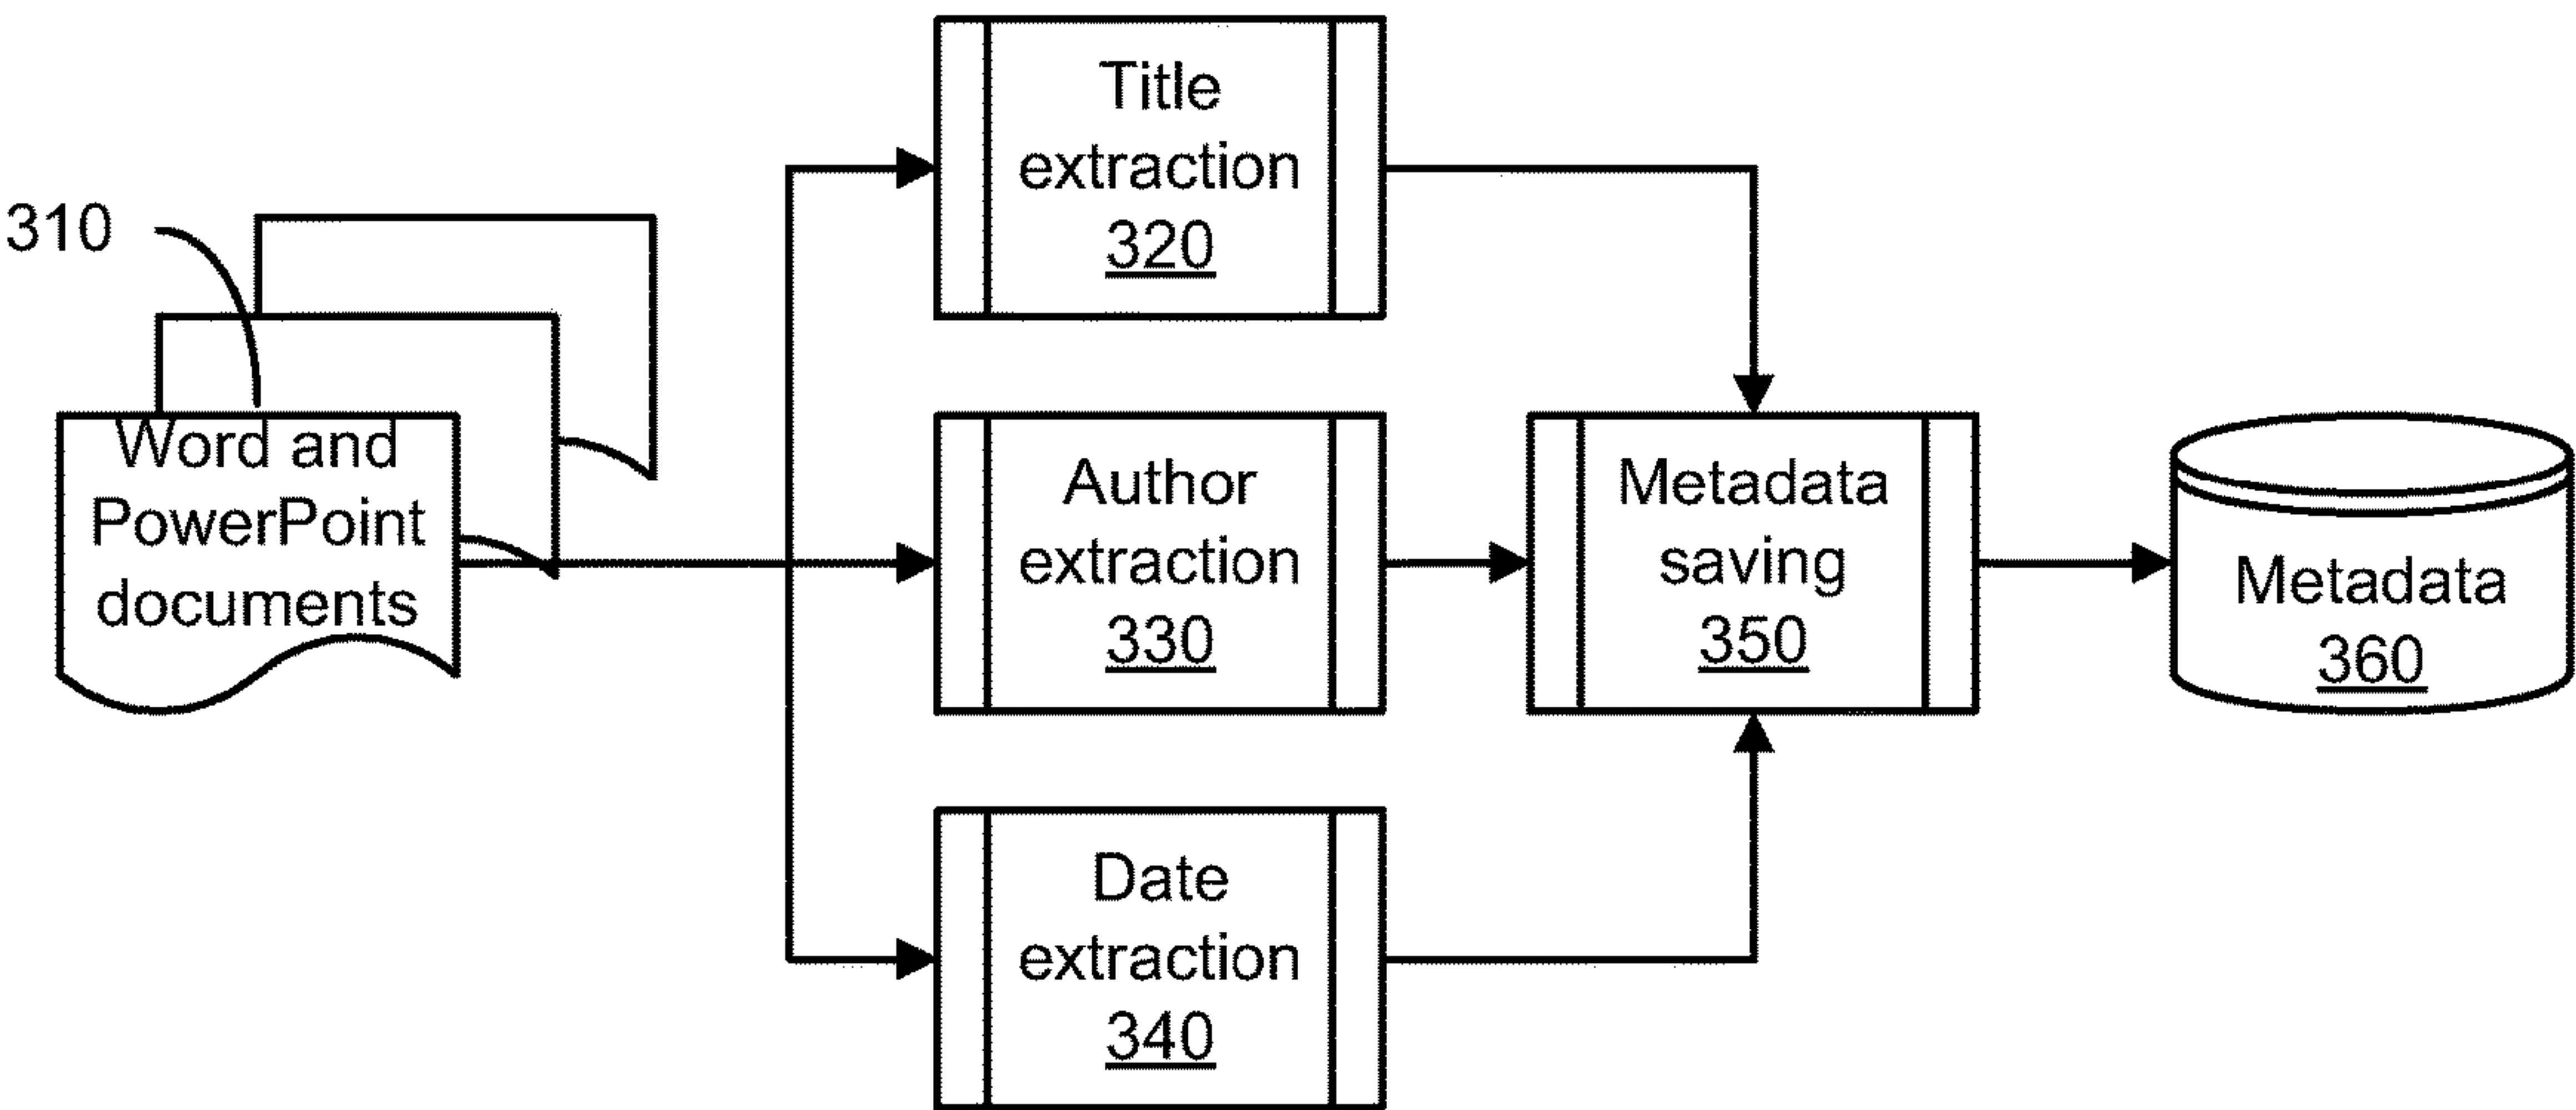 310
Word and
PowerPoint
documents
Title
extraction
320
Author
extraction
330
Date
extraction
340
Metadata
saving
350
Metadata
360